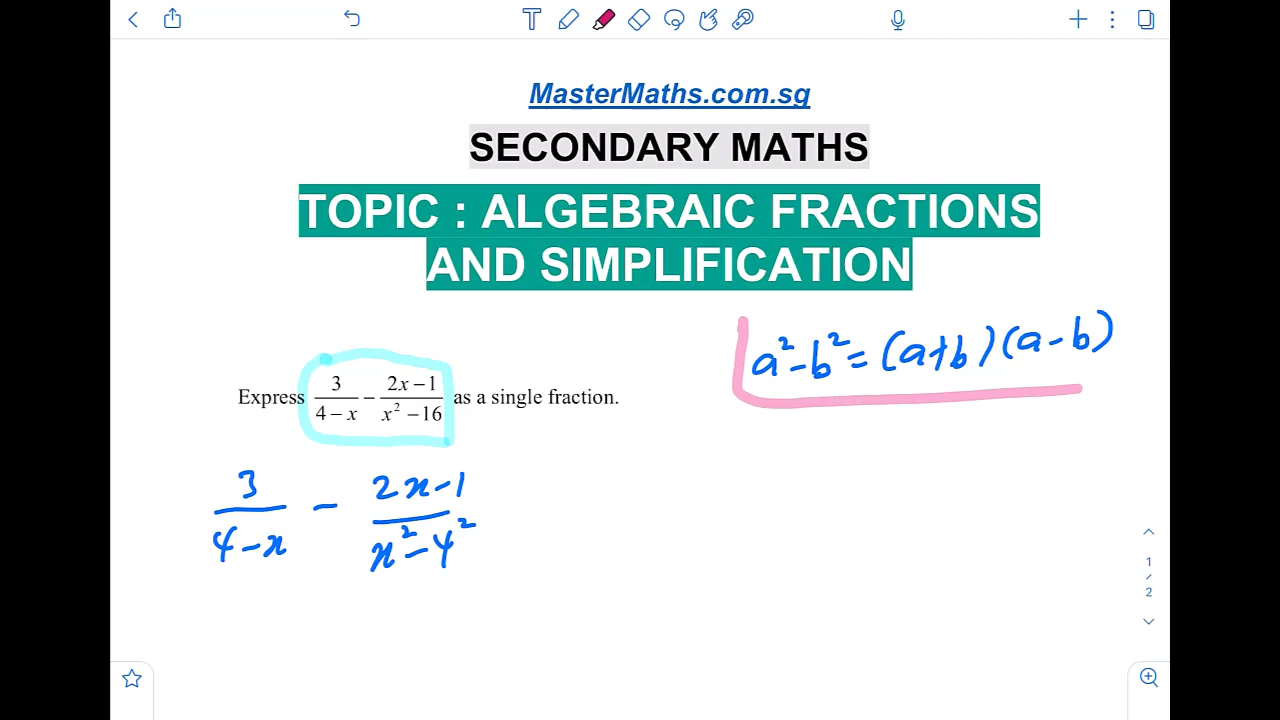 MasterMaths.com.sg
SECONDARY MATHS
TOPIC : ALGEBRAIC FRACTIONS
AND SIMPLIFICATION
a² - b² = (a+b)(a-b)
Express 3/(4 − x) − (2x − 1)/(x² − 16) as a single fraction.
3/(4-x) - (2x-1)/(x²-4²)
1
/
2